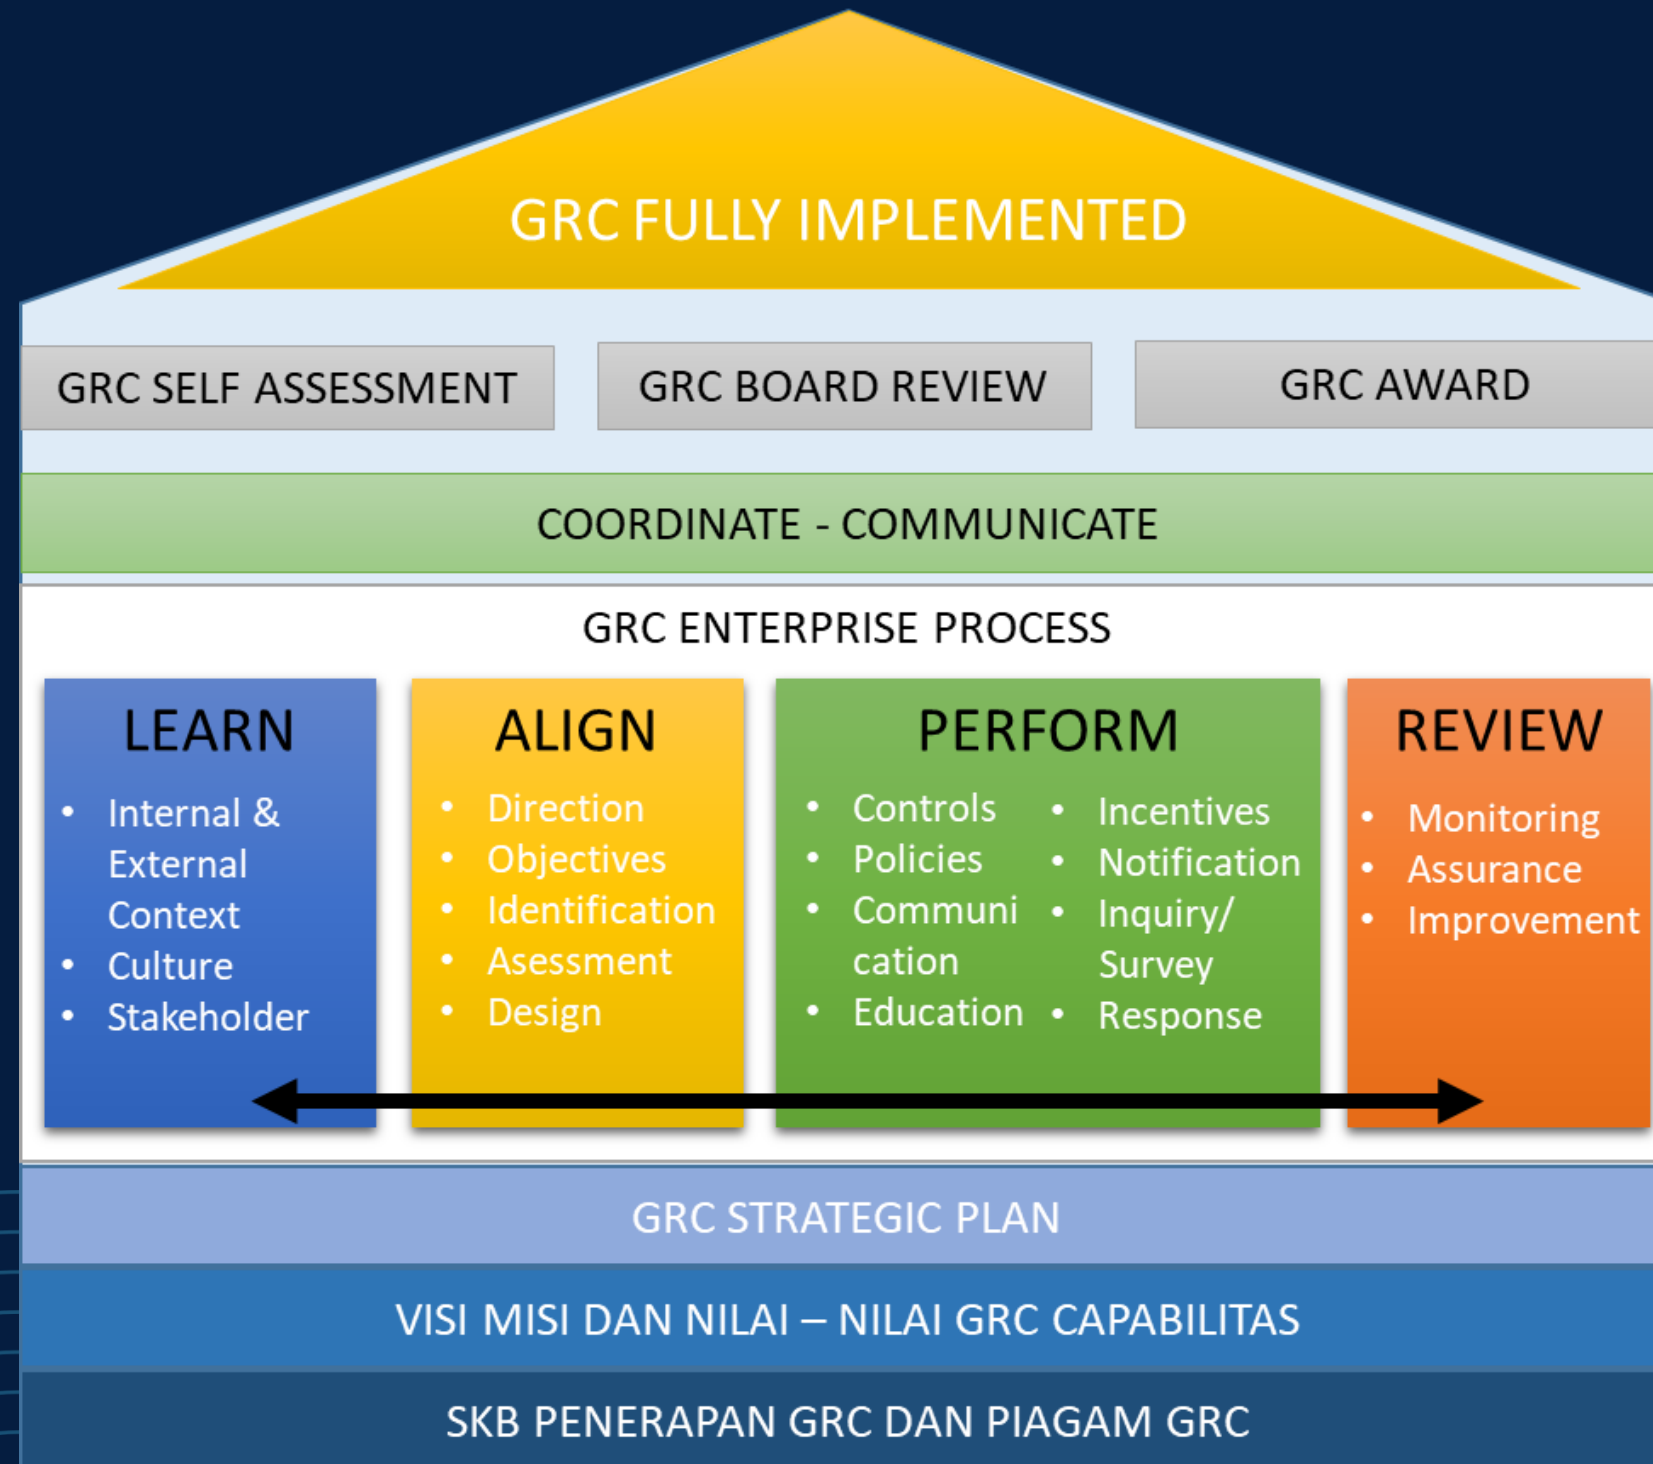 GRC FULLY IMPLEMENTED
GRC SELF ASSESSMENT
GRC BOARD REVIEW
GRC AWARD
COORDINATE - COMMUNICATE
GRC ENTERPRISE PROCESS
LEARN
• Internal &
External
Context
• Culture
• Stakeholder
ALIGN
• Direction
• Objectives
• Identification
• Asessment
• Design
PERFORM
• Controls
• Policies
• Communi
cation
• Education
• Incentives
• Notification
• Inquiry/
Survey
• Response
REVIEW
• Monitoring
• Assurance
• Improvement
GRC STRATEGIC PLAN
VISI MISI DAN NILAI – NILAI GRC CAPABILITAS
SKB PENERAPAN GRC DAN PIAGAM GRC